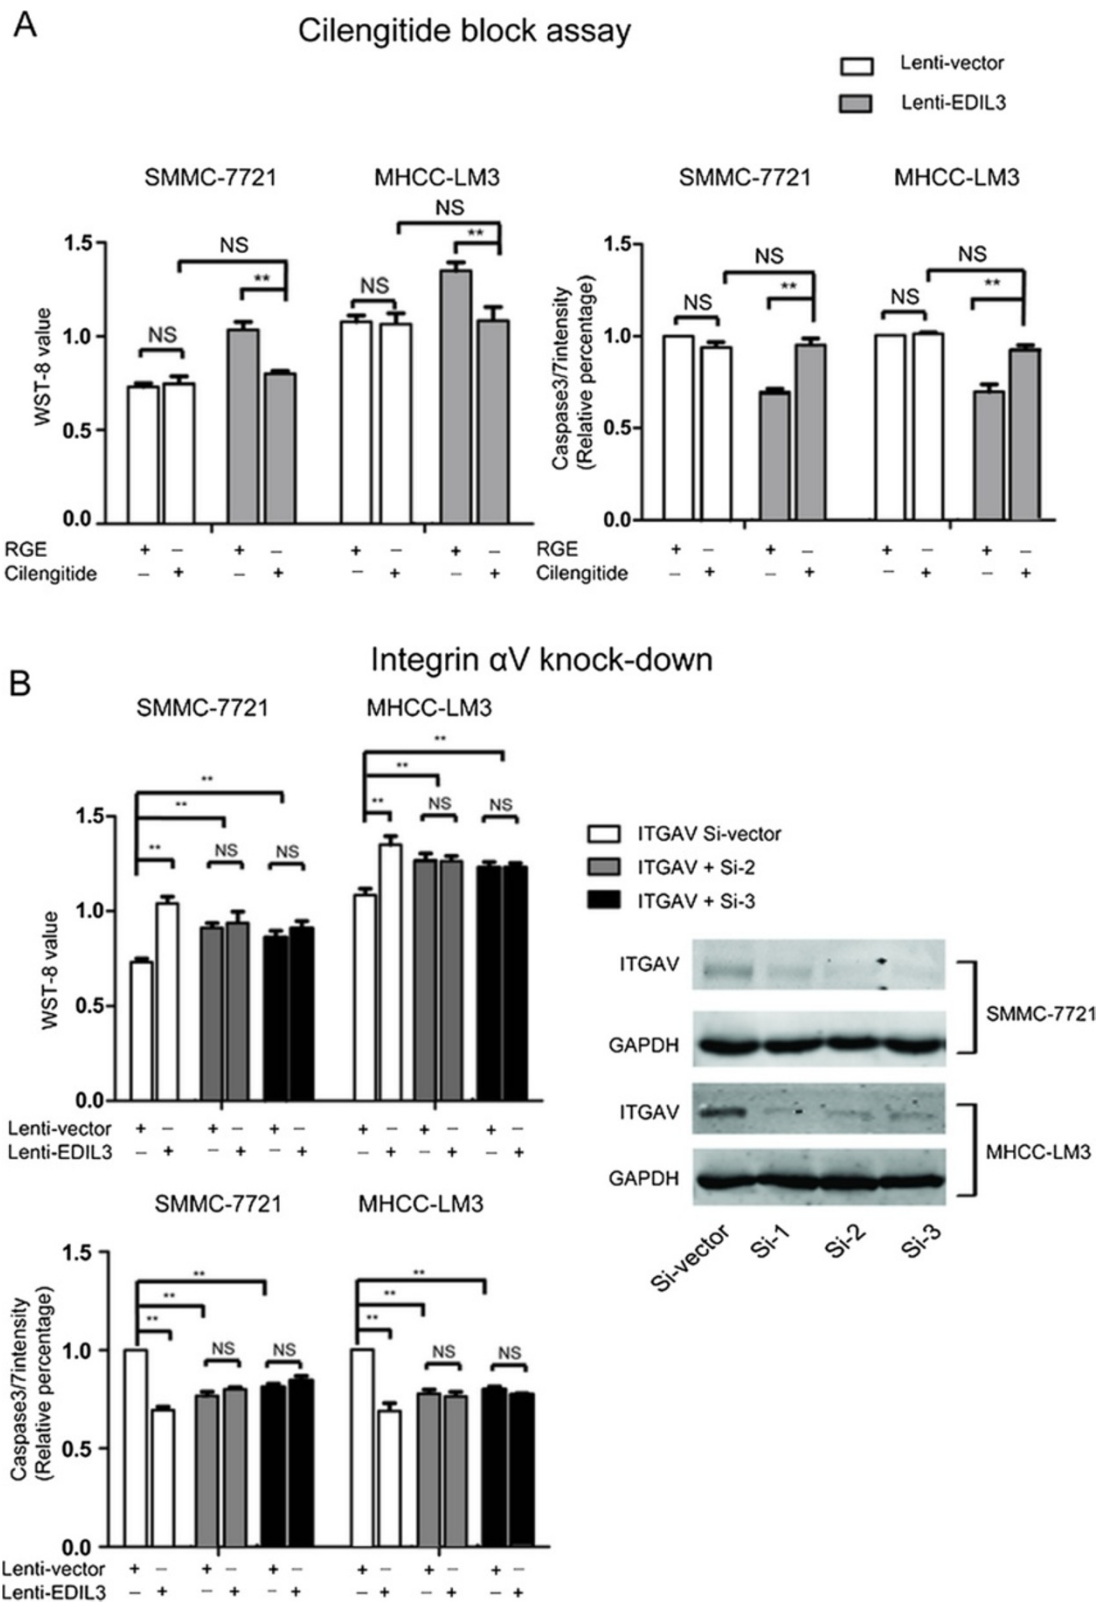 A
Cilengitide block assay
Lenti-vector
Lenti-EDIL3
SMMC-7721 MHCC-LM3 SMMC-7721 MHCC-LM3
NS
**
NS
**
NS
NS
NS
**
NS
NS
**
NS
WST-8 value
1.5
1.0
0.5
0.0
Caspase3/7intensity
(Relative percentage)
1.5
1.0
0.5
0.0
RGE + – + – + – + –
Cilengitide – + – + – + – +
RGE + – + – + – + –
Cilengitide – + – + – + – +
Integrin αV knock-down
B
SMMC-7721 MHCC-LM3
**
**
**
NS
NS
**
**
**
NS
NS
WST-8 value
1.5
1.0
0.5
0.0
Lenti-vector + – + – + – + – + – + –
Lenti-EDIL3 – + – + – + – + – + – +
ITGAV Si-vector
ITGAV + Si-2
ITGAV + Si-3
ITGAV
GAPDH
SMMC-7721
ITGAV
GAPDH
MHCC-LM3
Si-vector Si-1 Si-2 Si-3
SMMC-7721 MHCC-LM3
**
**
**
NS
NS
**
**
**
NS
NS
Caspase3/7intensity
(Relative percentage)
1.5
1.0
0.5
0.0
Lenti-vector + – + – + – + – + – + –
Lenti-EDIL3 – + – + – + – + – + – +